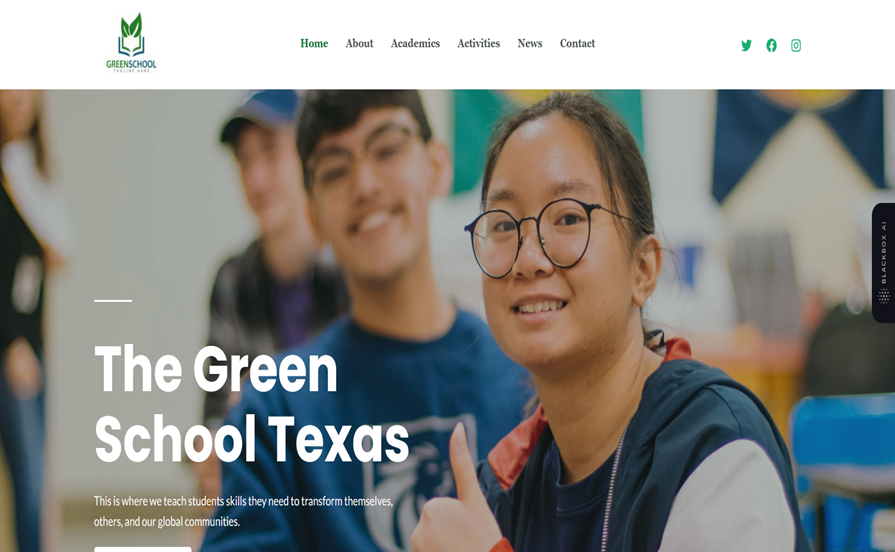 GREENSCHOOL
TAGLINE HERE
Home About Academics Activities News Contact
BLACKBOX AI
The Green
School Texas
This is where we teach students skills they need to transform themselves,
others, and our global communities.